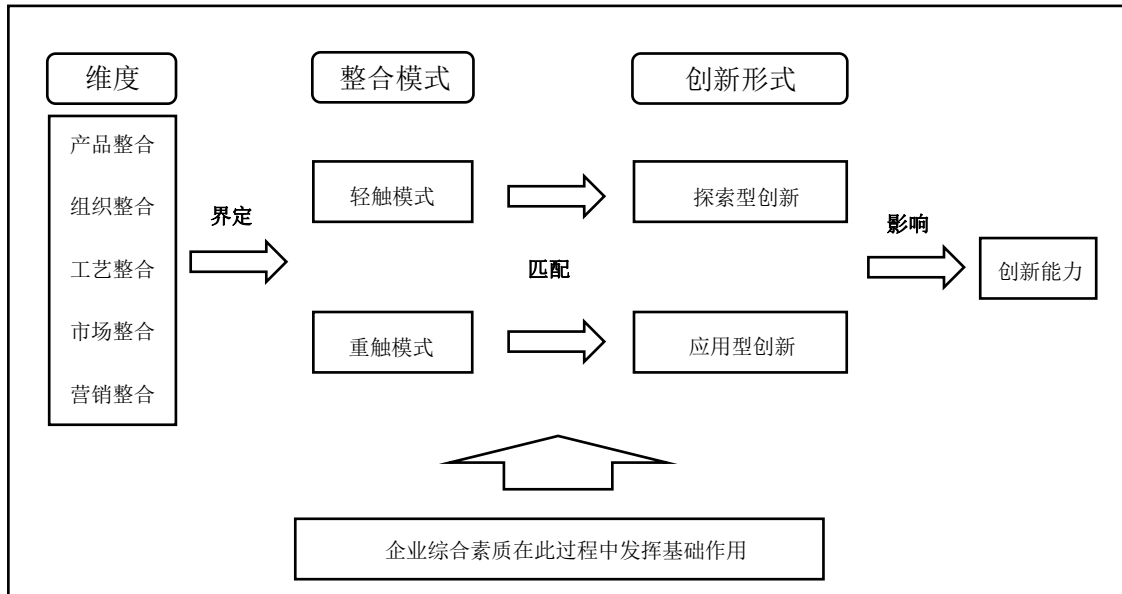 维度
整合模式
创新形式
产品整合
组织整合
工艺整合
市场整合
营销整合
界定
轻触模式
探索型创新
匹配
重触模式
应用型创新
影响
创新能力
企业综合素质在此过程中发挥基础作用